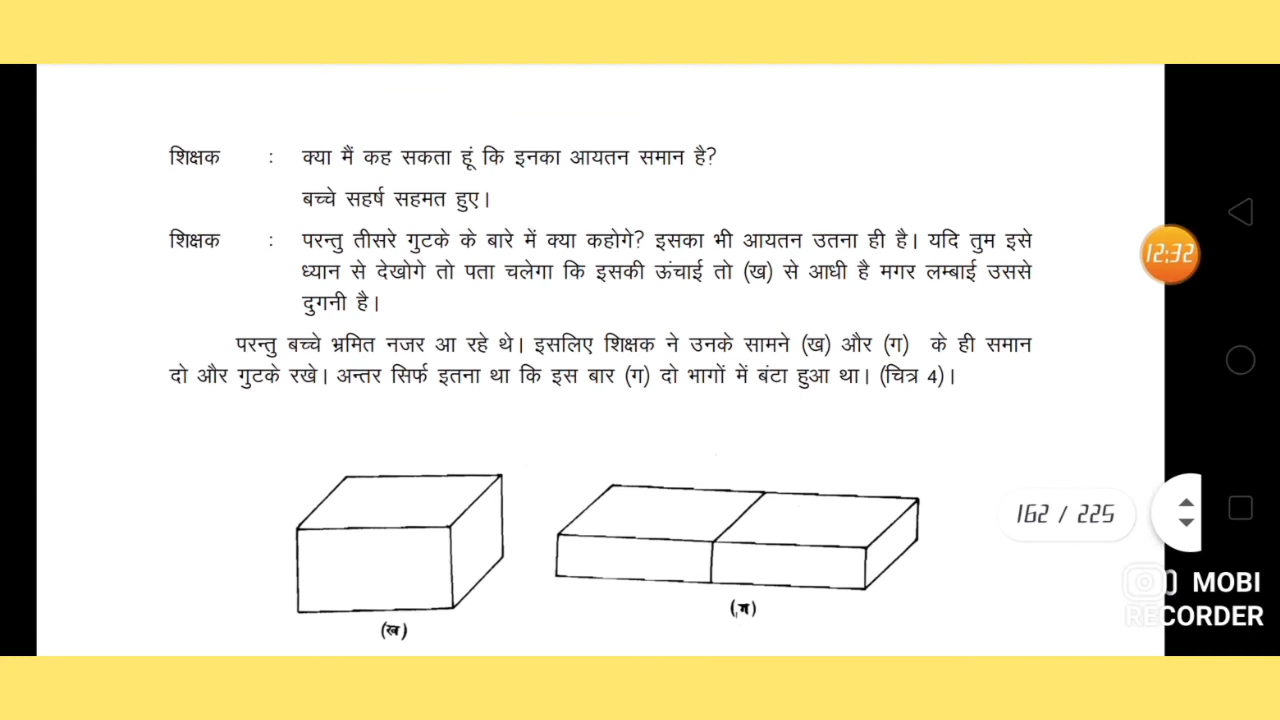 शिक्षक : क्या मैं कह सकता हूं कि इनका आयतन समान है?
बच्चे सहर्ष सहमत हुए।
शिक्षक : परन्तु तीसरे गुटके के बारे में क्या कहोगे? इसका भी आयतन उतना ही है। यदि तुम इसे
ध्यान से देखोगे तो पता चलेगा कि इसकी ऊंचाई तो (ख) से आधी है मगर लम्बाई उससे
दुगनी है।
परन्तु बच्चे भ्रमित नजर आ रहे थे। इसलिए शिक्षक ने उनके सामने (ख) और (ग) के ही समान
दो और गुटके रखे। अन्तर सिर्फ इतना था कि इस बार (ग) दो भागों में बंटा हुआ था। (चित्र 4)।
(ख)
(ग)
12:32
162 / 225
MOBI
RECORDER